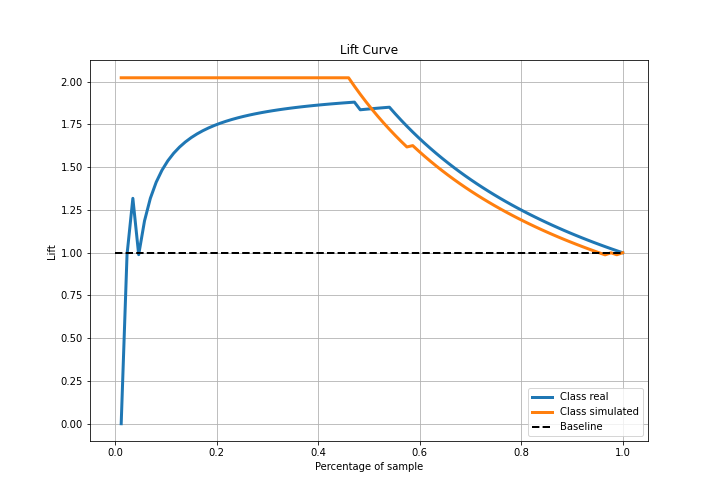 Lift Curve
2.00
1.75
1.50
1.25
1.00
0.75
0.50
0.25
0.00
Lift
0.0 0.2 0.4 0.6 0.8 1.0
Percentage of sample
Class real
Class simulated
Baseline